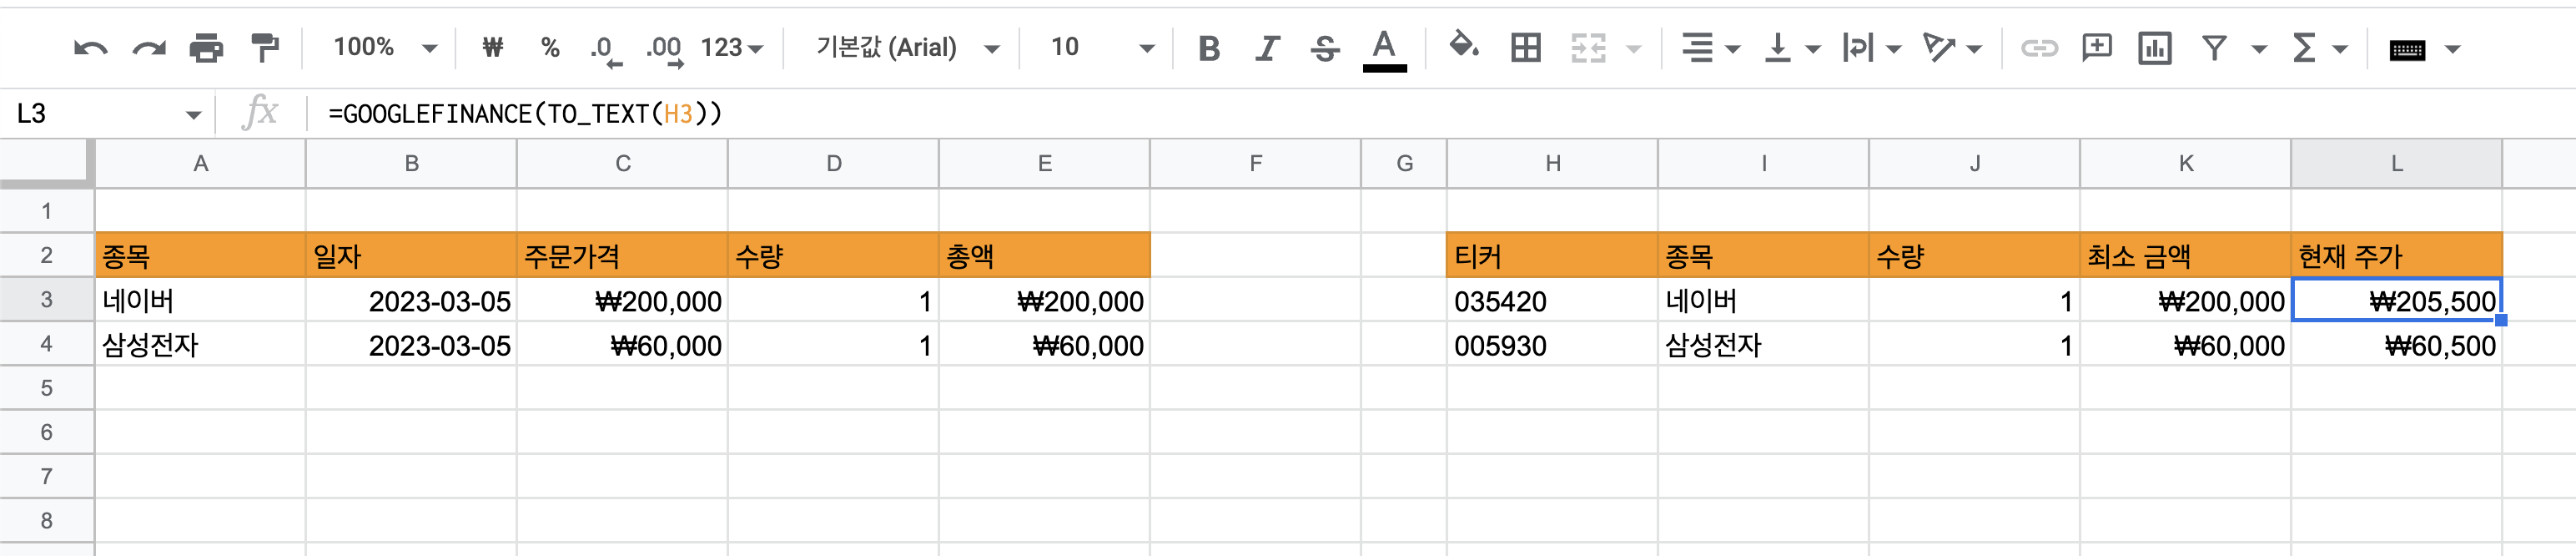 100% ₩ % .0 .00 123 기본값 (Arial) 10 B I S A
L3 fx =GOOGLEFINANCE(TO_TEXT(H3))
A B C D E F G H I J K L
1
2 종목 일자 주문가격 수량 총액 티커 종목 수량 최소 금액 현재 주가
3 네이버 2023-03-05 ₩200,000 1 ₩200,000 035420 네이버 1 ₩200,000 ₩205,500
4 삼성전자 2023-03-05 ₩60,000 1 ₩60,000 005930 삼성전자 1 ₩60,000 ₩60,500
5
6
7
8